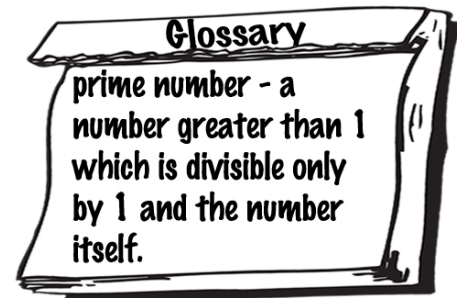 Glossary
prime number - a
number greater than 1
which is divisible only
by 1 and the number
itself.